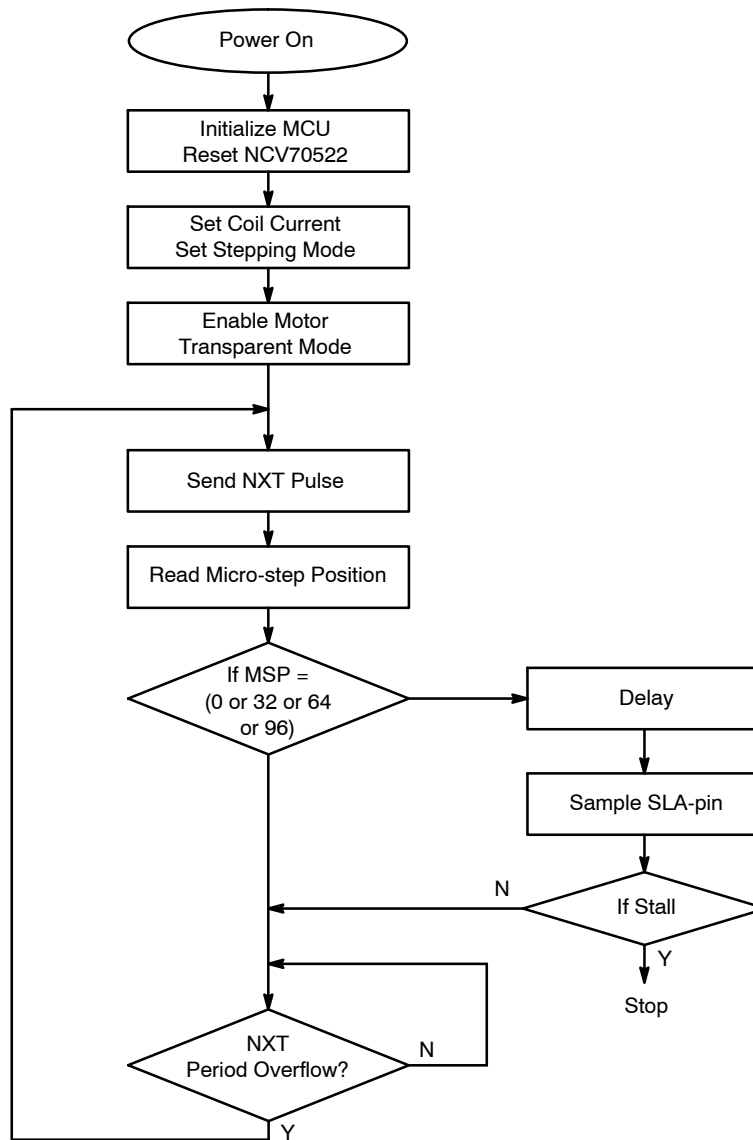 Power On
Initialize MCU
Reset NCV70522
Set Coil Current
Set Stepping Mode
Enable Motor
Transparent Mode
Send NXT Pulse
Read Micro-step Position
If MSP =
(0 or 32 or 64
or 96)
Delay
Sample SLA-pin
If Stall
N
Y
Stop
NXT
Period Overflow?
N
Y